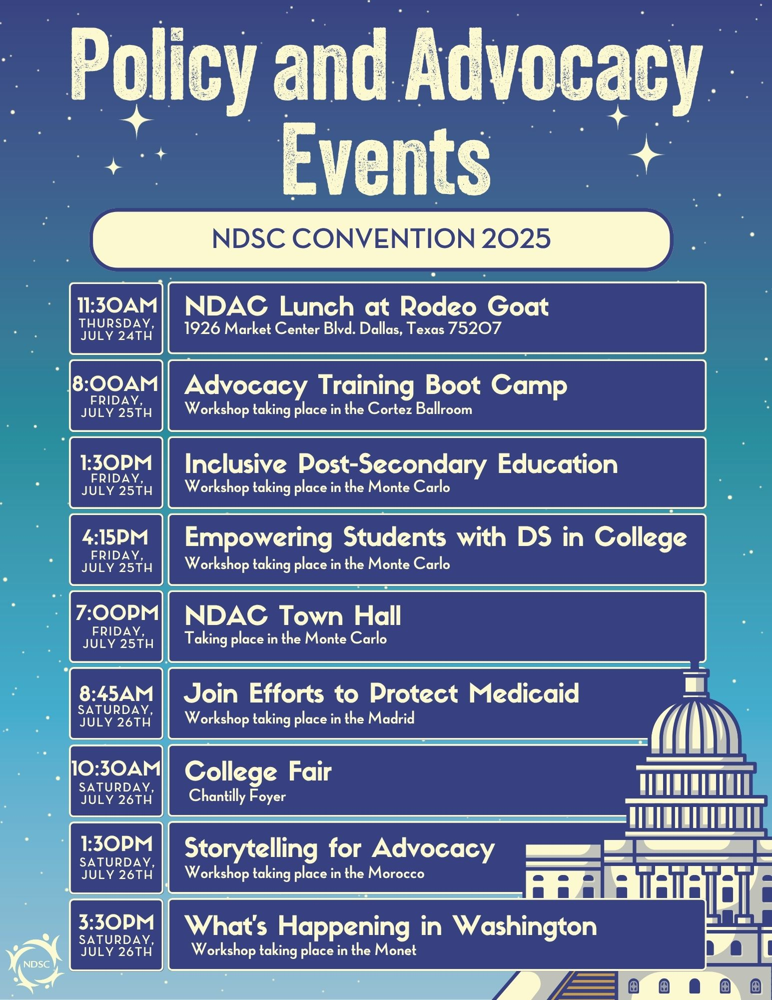 Policy and Advocacy
Events
NDSC CONVENTION 2025
11:30AM
THURSDAY,
JULY 24TH
NDAC Lunch at Rodeo Goat
1926 Market Center Blvd. Dallas, Texas 75207
8:00AM
FRIDAY,
JULY 25TH
Advocacy Training Boot Camp
Workshop taking place in the Cortez Ballroom
1:30PM
FRIDAY,
JULY 25TH
Inclusive Post-Secondary Education
Workshop taking place in the Monte Carlo
4:15PM
FRIDAY,
JULY 25TH
Empowering Students with DS in College
Workshop taking place in the Monte Carlo
7:00PM
FRIDAY,
JULY 25TH
NDAC Town Hall
Taking place in the Monte Carlo
8:45AM
SATURDAY,
JULY 26TH
Join Efforts to Protect Medicaid
Workshop taking place in the Madrid
10:30AM
SATURDAY,
JULY 26TH
College Fair
Chantilly Foyer
1:30PM
SATURDAY,
JULY 26TH
Storytelling for Advocacy
Workshop taking place in the Morocco
3:30PM
SATURDAY,
JULY 26TH
What's Happening in Washington
Workshop taking place in the Monet
NDSC